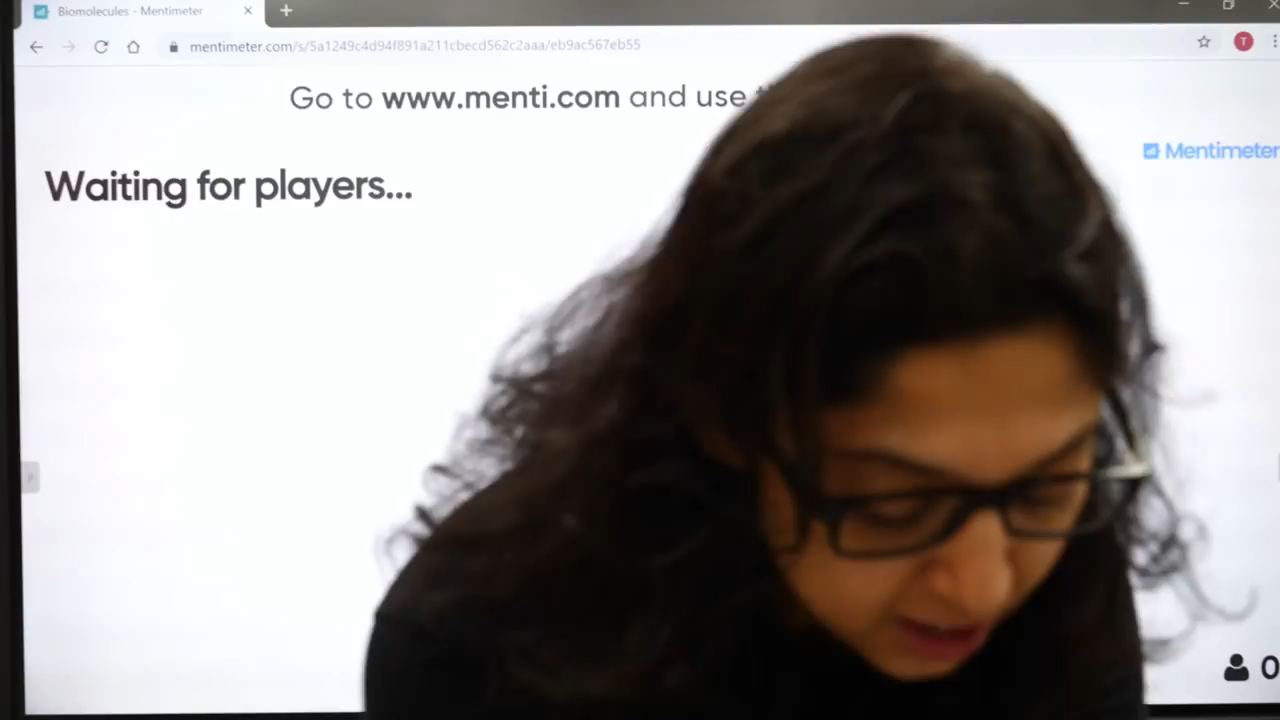 Biomolecules - Mentimeter
mentimeter.com/s/5a1249c4d94f891a211cbecd562c2aaa/eb9ac567eb55
T
Go to www.menti.com and use
Mentimeter
Waiting for players...
0